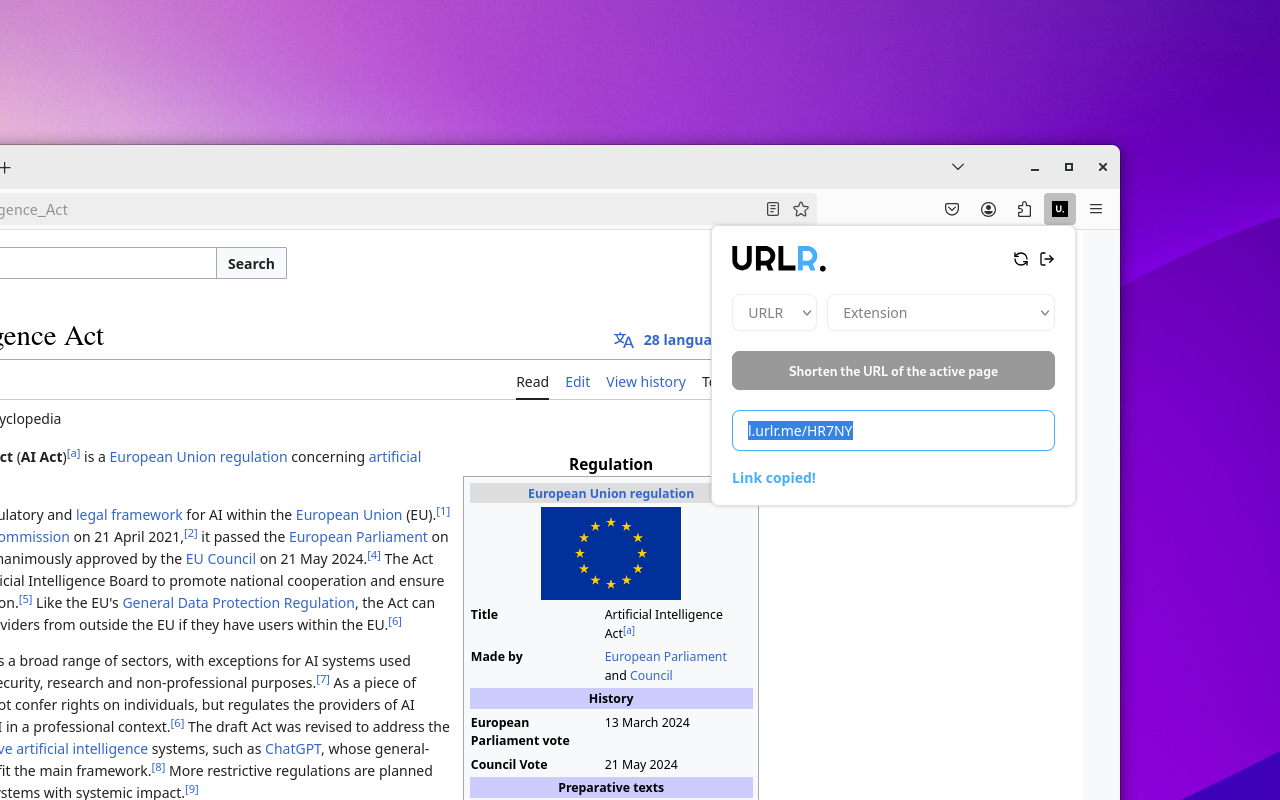 gence_Act
U.
URLR.
Search
URLR
Extension
gence Act
28 langua
Shorten the URL of the active page
Read
Edit
View history
l.urlr.me/HR7NY
cyclopedia
Link copied!
ct (AI Act)[a] is a European Union regulation concerning artificial
Regulation
European Union regulation
ulatory and legal framework for AI within the European Union (EU).[1]
ommission on 21 April 2021,[2] it passed the European Parliament on
nanimously approved by the EU Council on 21 May 2024.[4] The Act
icial Intelligence Board to promote national cooperation and ensure
on.[5] Like the EU's General Data Protection Regulation, the Act can
viders from outside the EU if they have users within the EU.[6]
Title
Artificial Intelligence
Act[a]
Made by
European Parliament
and Council
s a broad range of sectors, with exceptions for AI systems used
ecurity, research and non-professional purposes.[7] As a piece of
ot confer rights on individuals, but regulates the providers of AI
I in a professional context.[6] The draft Act was revised to address the
ve artificial intelligence systems, such as ChatGPT, whose general-
fit the main framework.[8] More restrictive regulations are planned
ystems with systemic impact.[9]
History
European
Parliament vote
13 March 2024
Council Vote
21 May 2024
Preparative texts